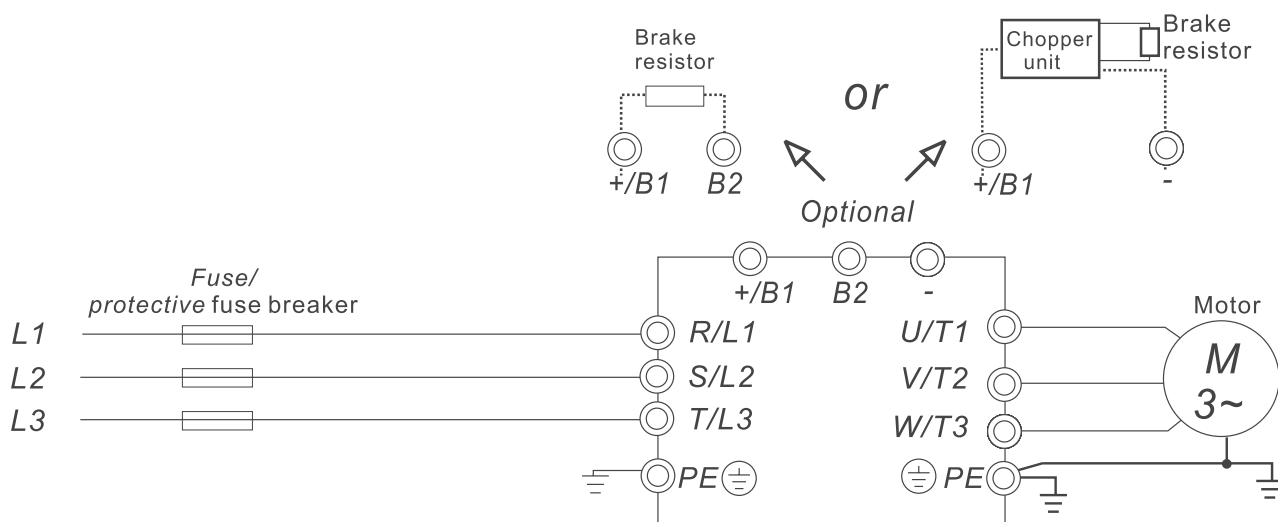 Brake
resistor
+/B1
B2
or
Chopper
unit
Brake
resistor
+/B1
-
Optional
+/B1
B2
-
Fuse/
protective fuse breaker
L1
R/L1
U/T1
Motor
L2
S/L2
V/T2
M
3~
L3
T/L3
W/T3
PE
PE